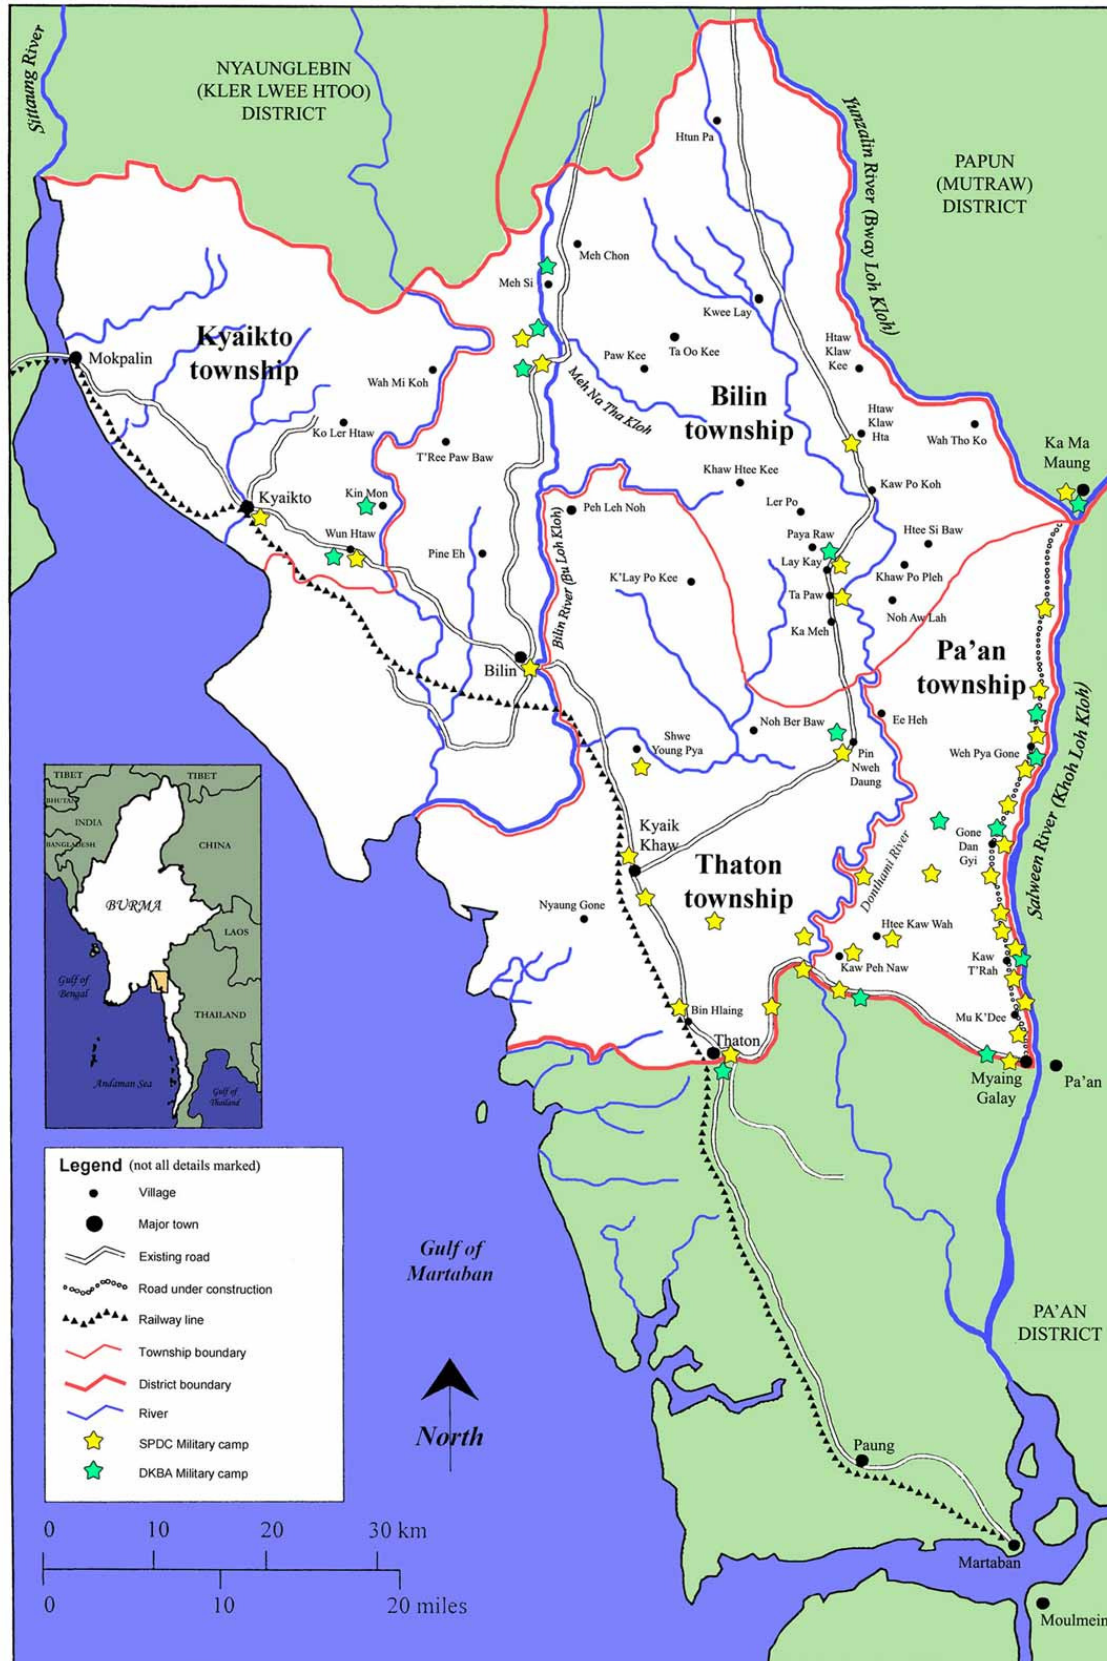 Sittaung River
NYAUNGLEBIN
(KLER LWEE HTOO)
DISTRICT
Htun Pa
Yunzalin River (Bway Loh Kloh)
PAPUN
(MUTRAW)
DISTRICT
Meh Chon
Meh Si
Kwee Lay
Kyaikto
township
Mokpalin
Ta Oo Kee
Paw Kee
Htaw
Klaw
Kee
Wah Mi Koh
Meh Na Tha Kloh
Bilin
township
Ko Ler Htaw
T'Ree Paw Baw
Htaw
Klaw
Hta
Wah Tho Ko
Ka Ma
Maung
Khaw Htee Kee
Kyaikto
Kin Mon
Peh Leh Noh
Ler Po
Kaw Po Koh
Wun Htaw
Pine Eh
Paya Raw
Htee Si Baw
Lay Kay
Khaw Po Pleh
K'Lay Po Kee
Bilin River (Bu Loh Kloh)
Ta Paw
Noh Aw Lah
Ka Meh
Bilin
Pa'an
township
Ee Heh
Noh Ber Baw
Shwe
Young Pya
Pin
Nweh
Daung
Weh Pya Gone
Salween River (Khoh Loh Kloh)
Kyaik
Khaw
Gone
Dan
Gyi
Thaton
township
Donthami River
Nyaung Gone
Htee Kaw Wah
Kaw Peh Naw
Kaw
T'Rah
Bin Hlaing
Mu K'Dee
Thaton
Myaing
Galay
Pa'an
TIBET
TIBET
BHUTAN
INDIA
BANGLADESH
CHINA
BURMA
LAOS
Gulf of
Bengal
THAILAND
Andaman Sea
Gulf of
Thailand
Legend (not all details marked)
Village
Major town
Existing road
Road under construction
Railway line
Township boundary
District boundary
River
SPDC Military camp
DKBA Military camp
Gulf of
Martaban
North
PA'AN
DISTRICT
Paung
Martaban
Moulmein
0 10 20 30 km
0 10 20 miles